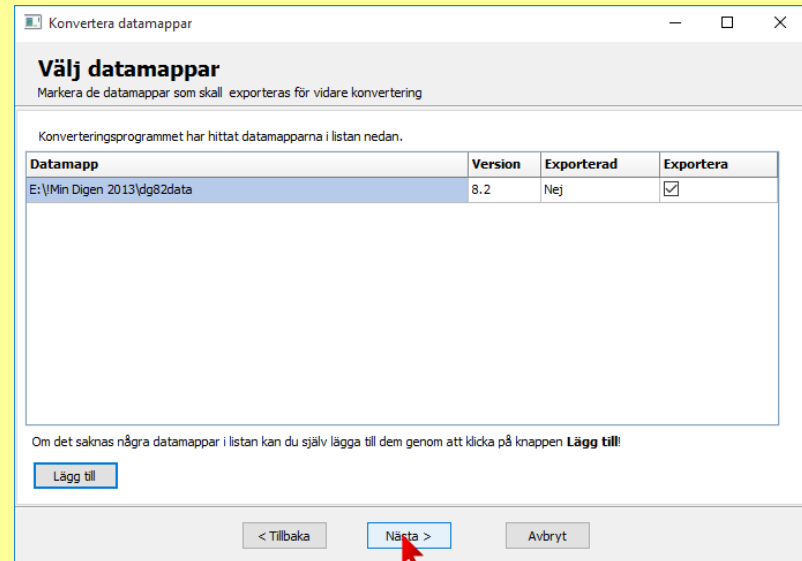 Konvertera datamappar
Välj datamappar
Markera de datamappar som skall exporteras för vidare konvertering
Konverteringsprogrammet har hittat datamapparna i listan nedan.
Datamapp Version Exporterad Exportera
E:\!Min Digen 2013\dg82data 8.2 Nej
Om det saknas några datamappar i listan kan du själv lägga till dem genom att klicka på knappen Lägg till!
Lägg till
< Tillbaka Nästa > Avbryt